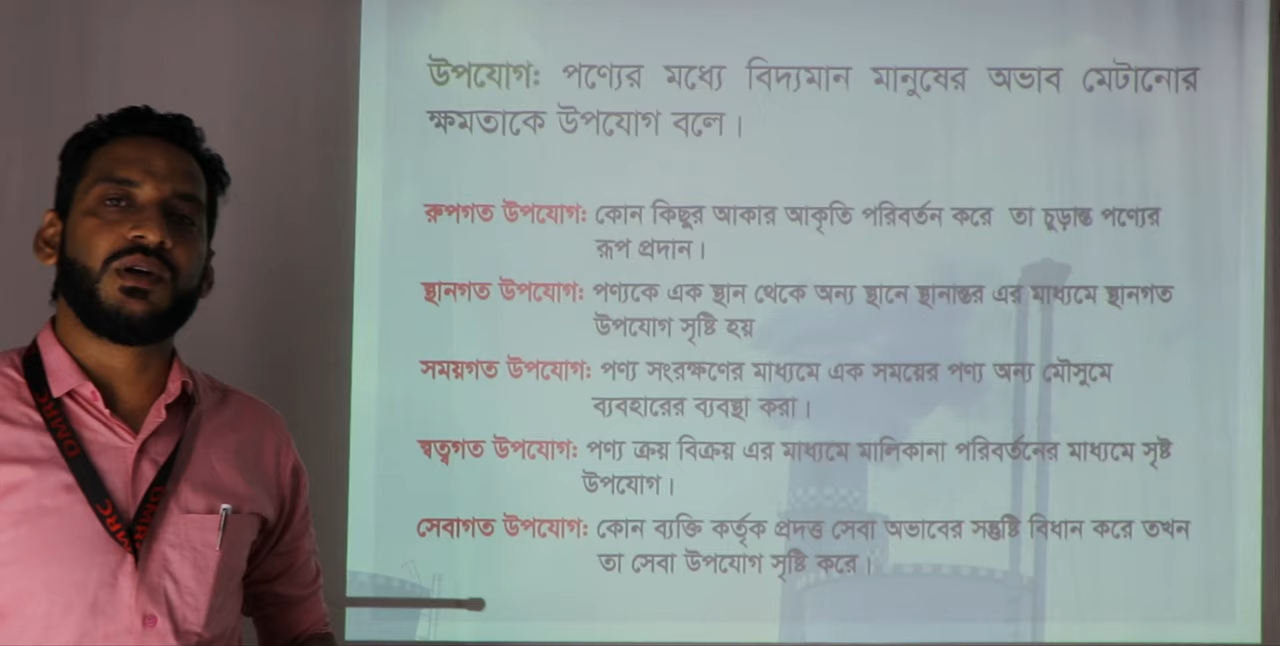 উপযোগ: পণ্যের মধ্যে বিদ্যমান মানুষের অভাব মেটানোর
ক্ষমতাকে উপযোগ বলে।
রুপগত উপযোগ: কোন কিছুর আকার আকৃতি পরিবর্তন করে তা চুড়ান্ত পণ্যের
রূপ প্রদান।
স্থানগত উপযোগ: পণ্যকে এক স্থান থেকে অন্য স্থানে স্থানান্তর এর মাধ্যমে স্থানগত
উপযোগ সৃষ্টি হয়
সময়গত উপযোগ: পণ্য সংরক্ষণের মাধ্যমে এক সময়ের পণ্য অন্য মৌসুমে
ব্যবহারের ব্যবস্থা করা।
স্বত্বগত উপযোগ: পণ্য ক্রয় বিক্রয় এর মাধ্যমে মালিকানা পরিবর্তনের মাধ্যমে সৃষ্ট
উপযোগ।
সেবাগত উপযোগ: কোন ব্যক্তি কর্তৃক প্রদত্ত সেবা অভাবের সন্তুষ্টি বিধান করে তখন
তা সেবা উপযোগ সৃষ্টি করে।
DMRC
DMRC